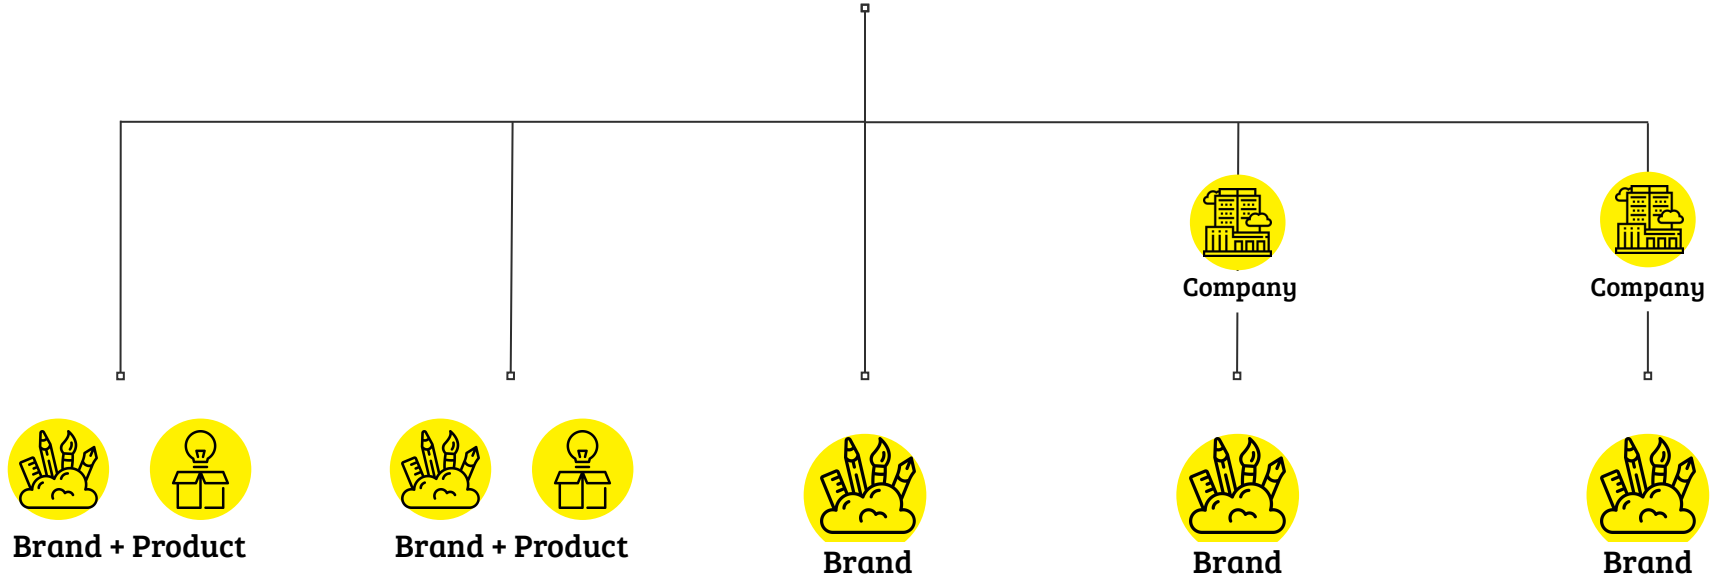 Company
Company
Brand + Product
Brand + Product
Brand
Brand
Brand